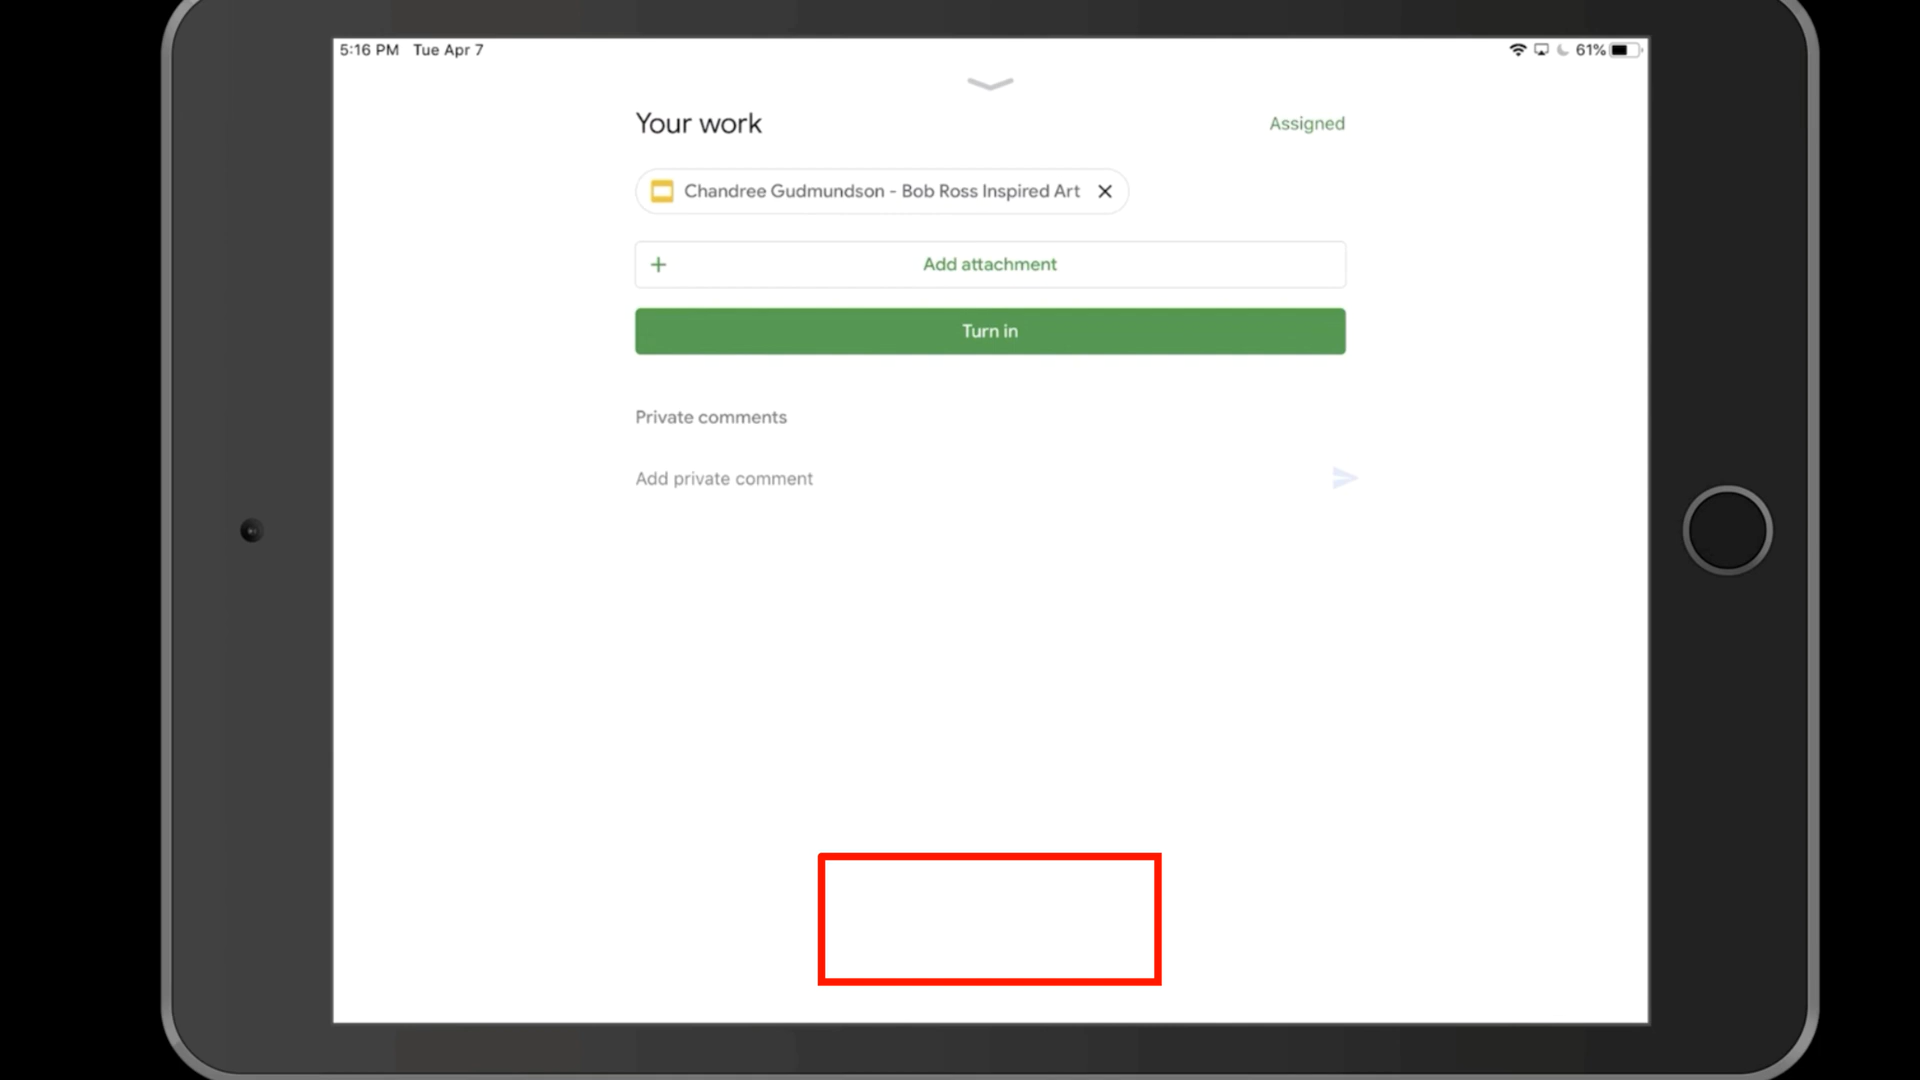 5:16 PM Tue Apr 7
61%
Your work
Assigned
Chandree Gudmundson - Bob Ross Inspired Art
Add attachment
Turn in
Private comments
Add private comment